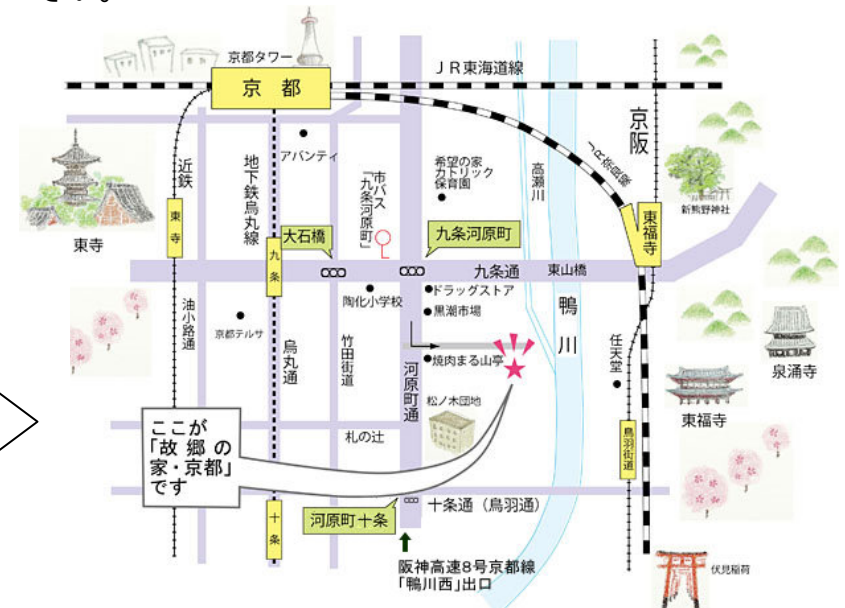 です。
京都タワー
京都
JR東海道線
京阪
JR奈良線
近鉄
地下鉄烏丸線
アバンティ
市バス
「九条河原町」
希望の家
カトリック
保育園
高瀬川
新熊野神社
東寺
東寺
大石橋
九条河原町
東福寺
九条
九条通
東山橋
陶化小学校
ドラッグストア
黒潮市場
鴨川
油小路通
京都テルサ
烏丸通
竹田街道
河原町通
焼肉まる山亭
任天堂
泉涌寺
東福寺
松ノ木団地
ここが
「故郷の
家・京都」
です
札の辻
鳥羽街道
十条
河原町十条
十条通（鳥羽通）
阪神高速8号京都線
「鴨川西」出口
伏見稲荷